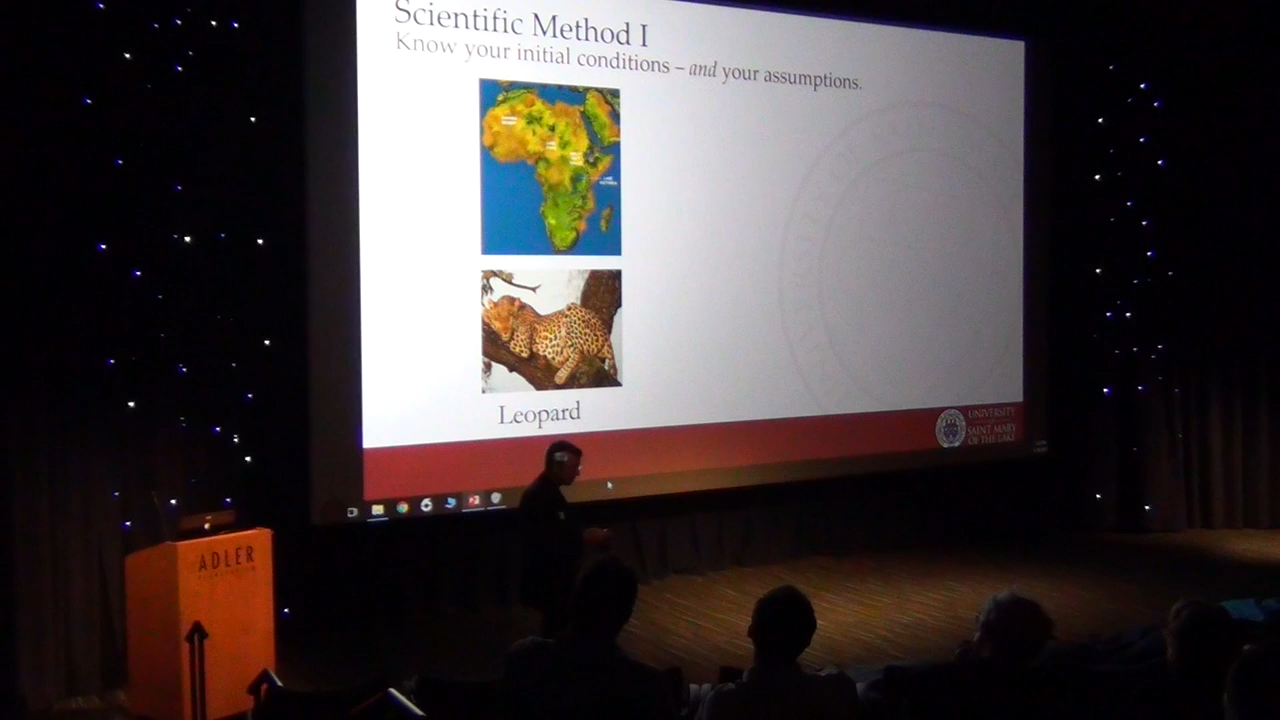 Scientific Method I
Know your initial conditions – and your assumptions.
Leopard
UNIVERSITY
SAINT MARY
OF THE LAKE
ADLER